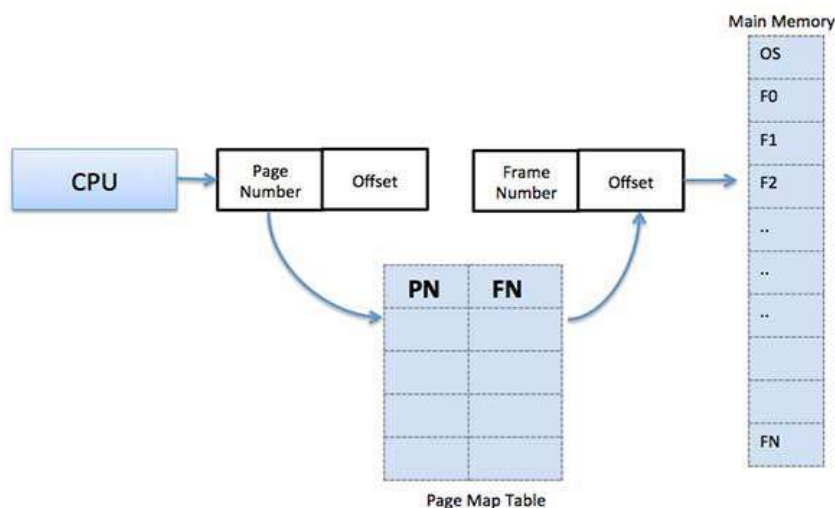 Main Memory
OS
F0
F1
F2
..
..
..
FN
CPU
Page
Number
Offset
Frame
Number
Offset
PN FN
Page Map Table